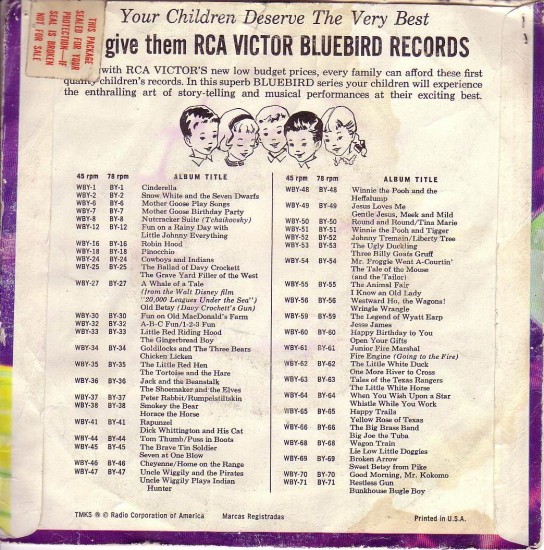 THIS PACKAGE
SEALED FOR YOUR
PROTECTION—IF
SEAL IS BROKEN
NOT FOR SALE
Your Children Deserve The Very Best
give them RCA VICTOR BLUEBIRD RECORDS
with RCA VICTOR'S new low budget prices, every family can afford these first
quality children's records. In this superb BLUEBIRD series your children will experience
the enthralling art of story-telling and musical performances at their exciting best.
45 rpm 78 rpm ALBUM TITLE
WBY-1 BY-1 Cinderella
WBY-2 BY-2 Snow White and the Seven Dwarfs
WBY-6 BY-6 Mother Goose Play Songs
WBY-7 BY-7 Mother Goose Birthday Party
WBY-8 BY-8 Nutcracker Suite (Tchaikovsky)
WBY-12 BY-12 Fun on a Rainy Day with
Little Johnny Everything
WBY-16 BY-16 Robin Hood
WBY-18 BY-18 Pinocchio
WBY-24 BY-24 Cowboys and Indians
WBY-25 BY-25 The Ballad of Davy Crockett
The Grave Yard Filler of the West
WBY-27 BY-27 A Whale of a Tale
(from the Walt Disney film
"20,000 Leagues Under the Sea")
Old Betsy (Davy Crockett's Gun)
WBY-30 BY-30 Fun on Old MacDonald's Farm
WBY-32 BY-32 A-B-C Fun/1-2-3 Fun
WBY-33 BY-33 Little Red Riding Hood
The Gingerbread Boy
WBY-34 BY-34 Goldilocks and The Three Bears
Chicken Licken
WBY-35 BY-35 The Little Red Hen
The Tortoise and the Hare
WBY-36 BY-36 Jack and the Beanstalk
The Shoemaker and the Elves
WBY-37 BY-37 Peter Rabbit/Rumpelstiltskin
WBY-38 BY-38 Smokey the Bear
Horace the Horse
WBY-41 BY-41 Rapunzel
Dick Whittington and His Cat
WBY-44 BY-44 Tom Thumb/Puss in Boots
WBY-45 BY-45 The Brave Tin Soldier
Seven at One Blow
WBY-46 BY-46 Cheyenne/Home on the Range
WBY-47 BY-47 Uncle Wiggily and the Pirates
Uncle Wiggily Plays Indian
Hunter
45 rpm 78 rpm ALBUM TITLE
WBY-48 BY-48 Winnie the Pooh and the
Heffalump
WBY-49 BY-49 Jesus Loves Me
Gentle Jesus, Meek and Mild
WBY-50 BY-50 Round and Round/Tina Marie
WBY-51 BY-51 Winnie the Pooh and Tigger
WBY-52 BY-52 Johnny Tremain/Liberty Tree
WBY-53 BY-53 The Ugly Duckling
Three Billy Goats Gruff
WBY-54 BY-54 Mr. Froggie Went A-Courtin'
The Tale of the Mouse
(and the Tailor)
WBY-55 BY-55 The Animal Fair
I Know an Old Lady
WBY-56 BY-56 Westward Ho, the Wagons!
Wringle Wrangle
WBY-59 BY-59 The Legend of Wyatt Earp
Jesse James
WBY-60 BY-60 Happy Birthday to You
Open Your Gifts
WBY-61 BY-61 Junior Fire Marshal
Fire Engine (Going to the Fire)
WBY-62 BY-62 The Little White Duck
One More River to Cross
WBY-63 BY-63 Tales of the Texas Rangers
The Little White Horse
WBY-64 BY-64 When You Wish Upon a Star
Whistle While You Work
WBY-65 BY-65 Happy Trails
Yellow Rose of Texas
WBY-66 BY-66 The Big Brass Band
Big Joe the Tuba
WBY-68 BY-68 Wagon Train
Lie Low Little Doggies
WBY-69 BY-69 Broken Arrow
Sweet Betsy from Pike
WBY-70 BY-70 Good Morning, Mr. Kokomo
WBY-71 BY-71 Restless Gun
Bunkhouse Bugle Boy
TMKS ® © Radio Corporation of America Marcas Registradas Printed in U.S.A.